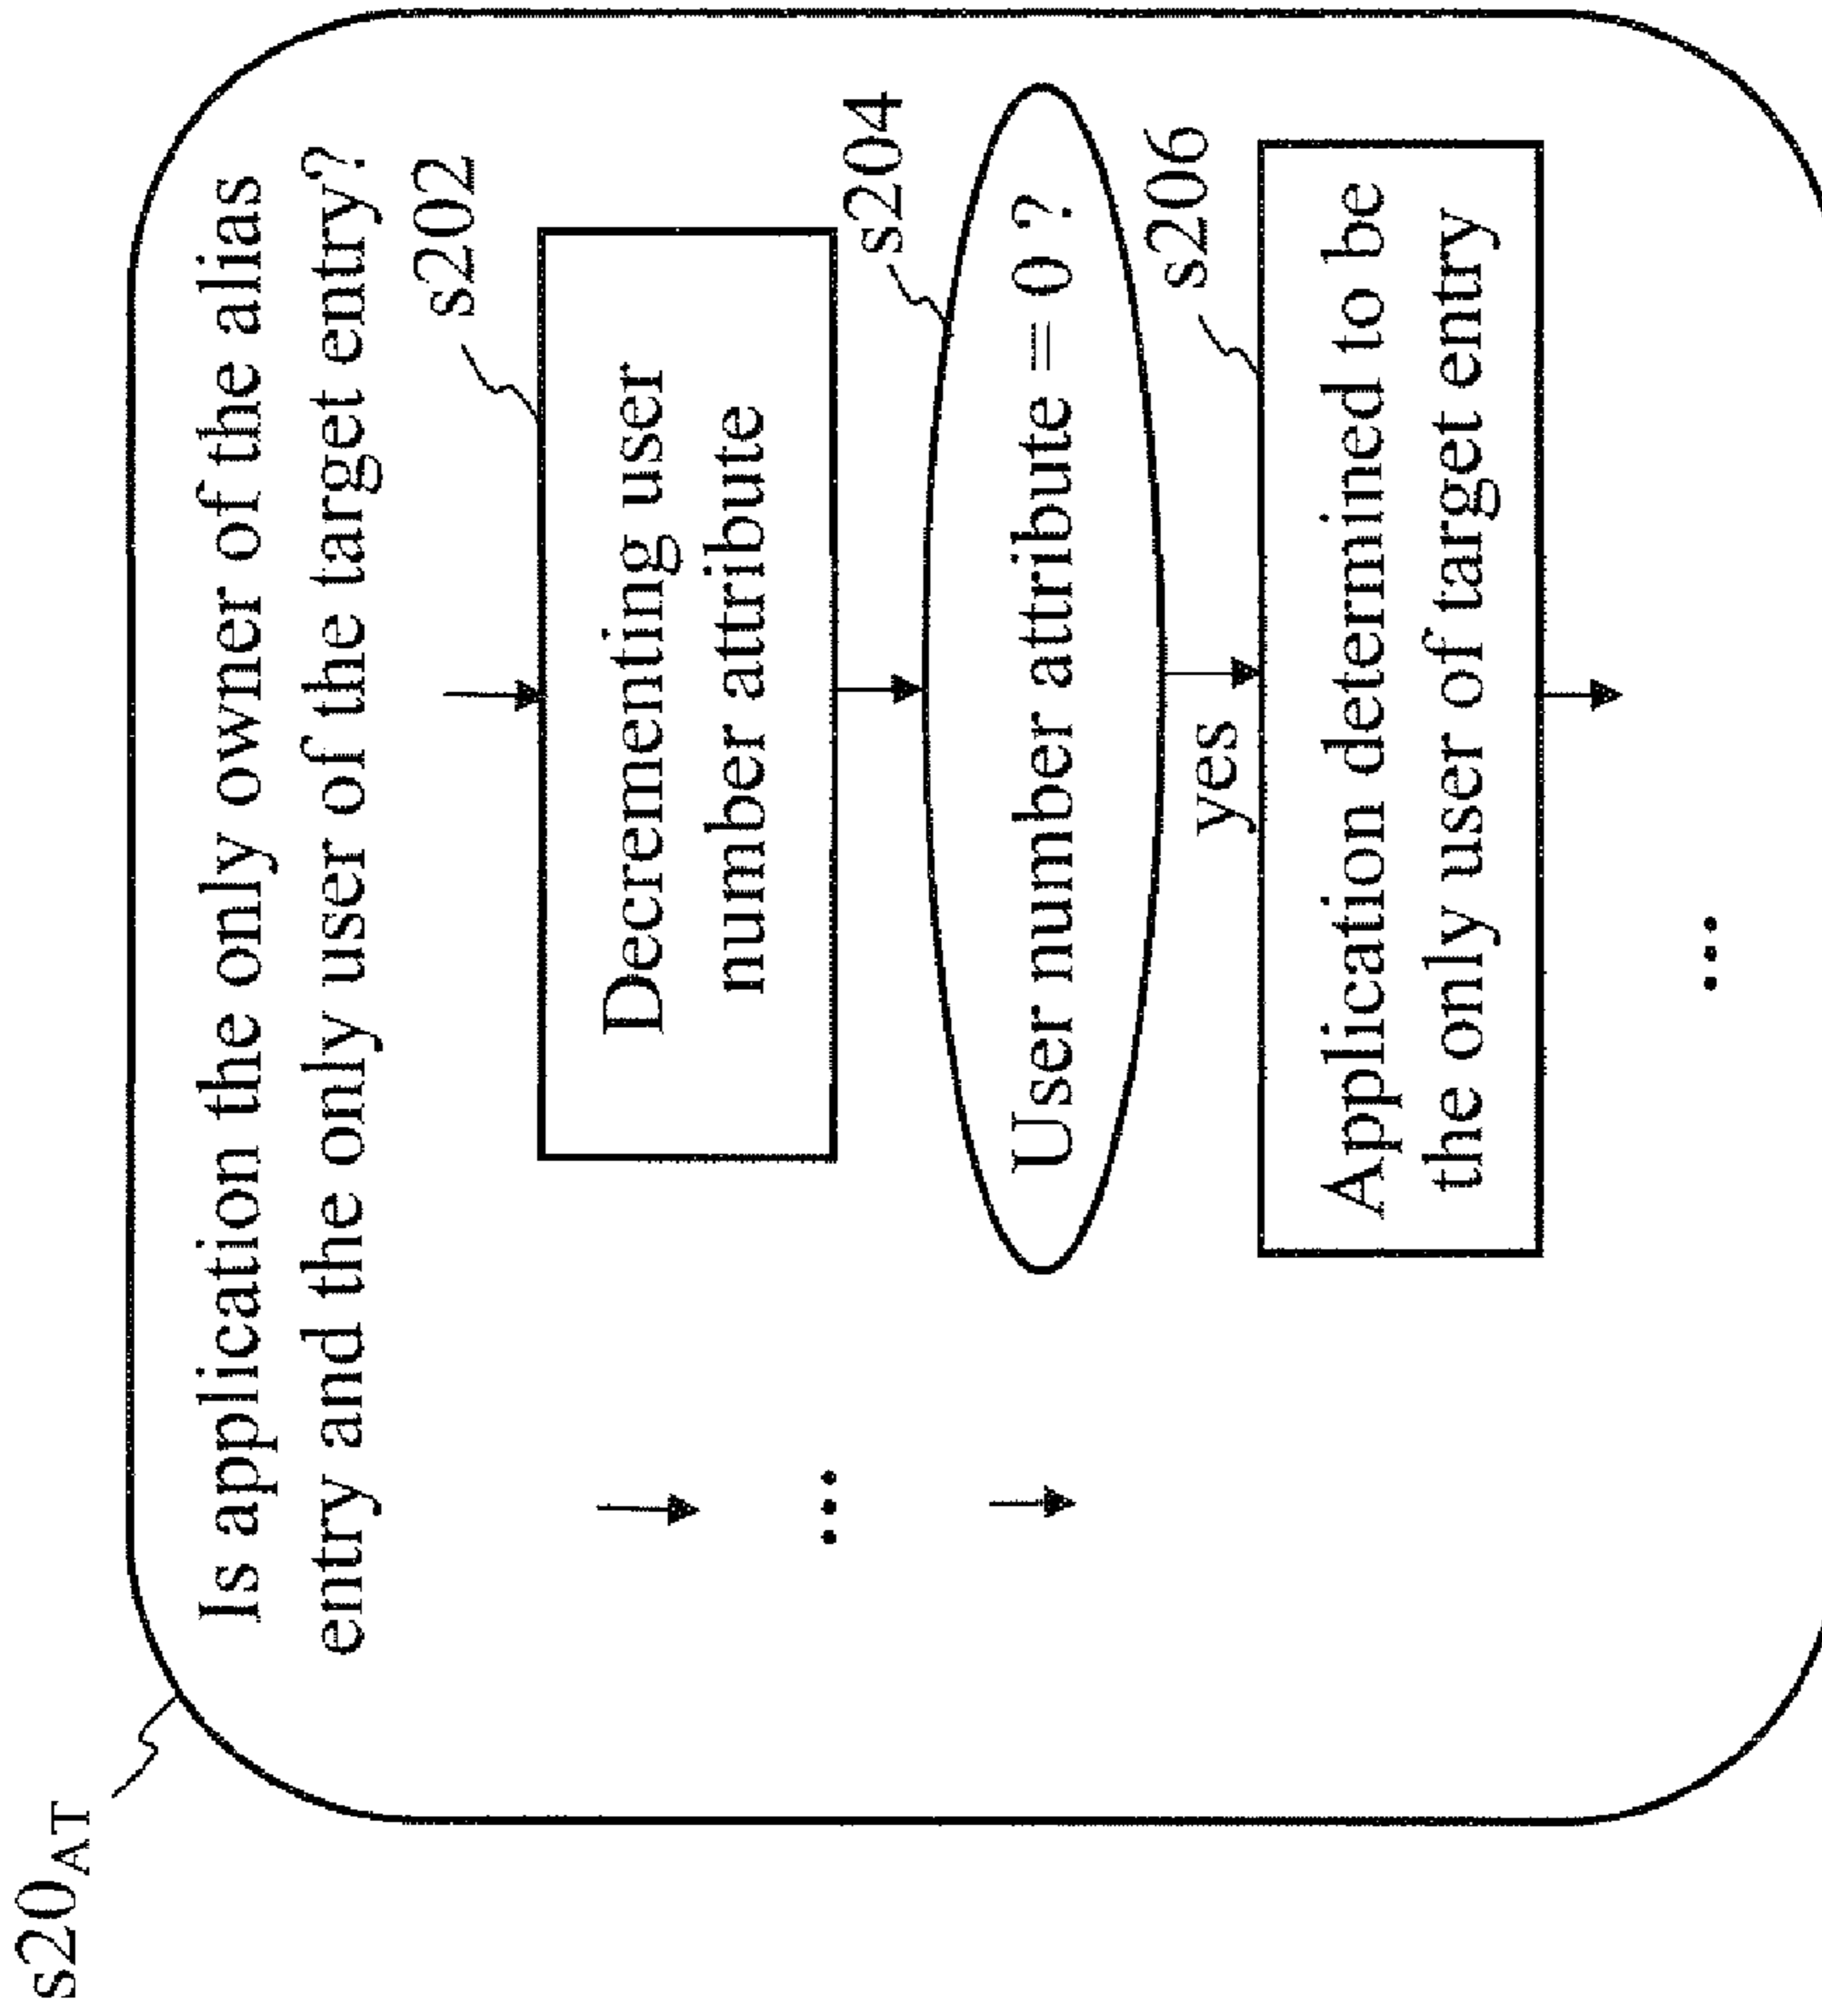 s20AT
Is application the only owner of the alias
entry and the only user of the target entry?
s202
Decrementing user
number attribute
s204
User number attribute = 0 ?
yes
s206
Application determined to be
the only user of target entry
...
...